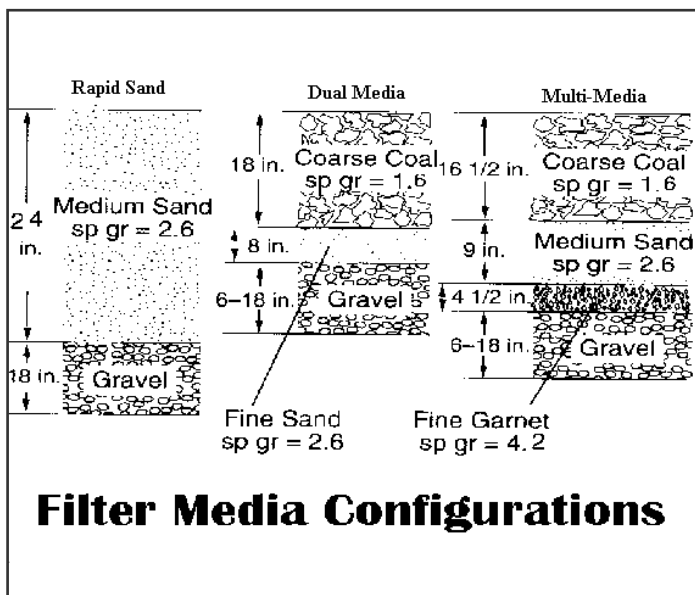 Rapid Sand
24
in.
Medium Sand
sp gr = 2.6
18 in.
Gravel
Dual Media
18 in.
Coarse Coal
sp gr = 1.6
8 in.
6–18 in.
Gravel
Fine Sand
sp gr = 2.6
Multi-Media
16 1/2 in.
Coarse Coal
sp gr = 1.6
9 in.
Medium Sand
sp gr = 2.6
4 1/2 in.
6–18 in.
Gravel
Fine Garnet
sp gr = 4.2
Filter Media Configurations